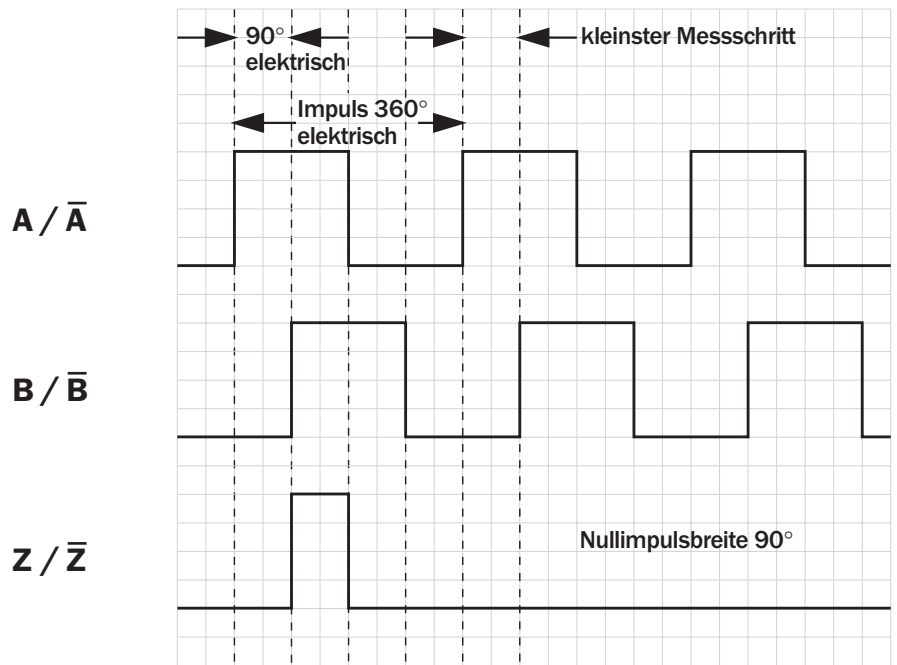 90°
elektrisch
kleinster Messschritt
Impuls 360°
elektrisch
A / A̅
B / B̅
Z / Z̅
Nullimpulsbreite 90°